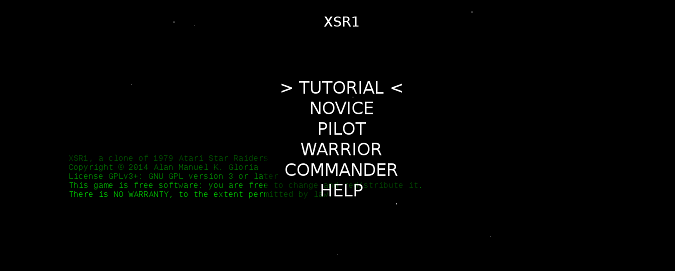 XSR1
> TUTORIAL <
NOVICE
PILOT
WARRIOR
COMMANDER
HELP
XSR1, a clone of 1979 Atari Star Raiders
Copyright © 2014 Alan Manuel K. Gloria
License GPLv3+: GNU GPL version 3 or later
This game is free software: you are free to change
There is NO WARRANTY, to the extent permitted by